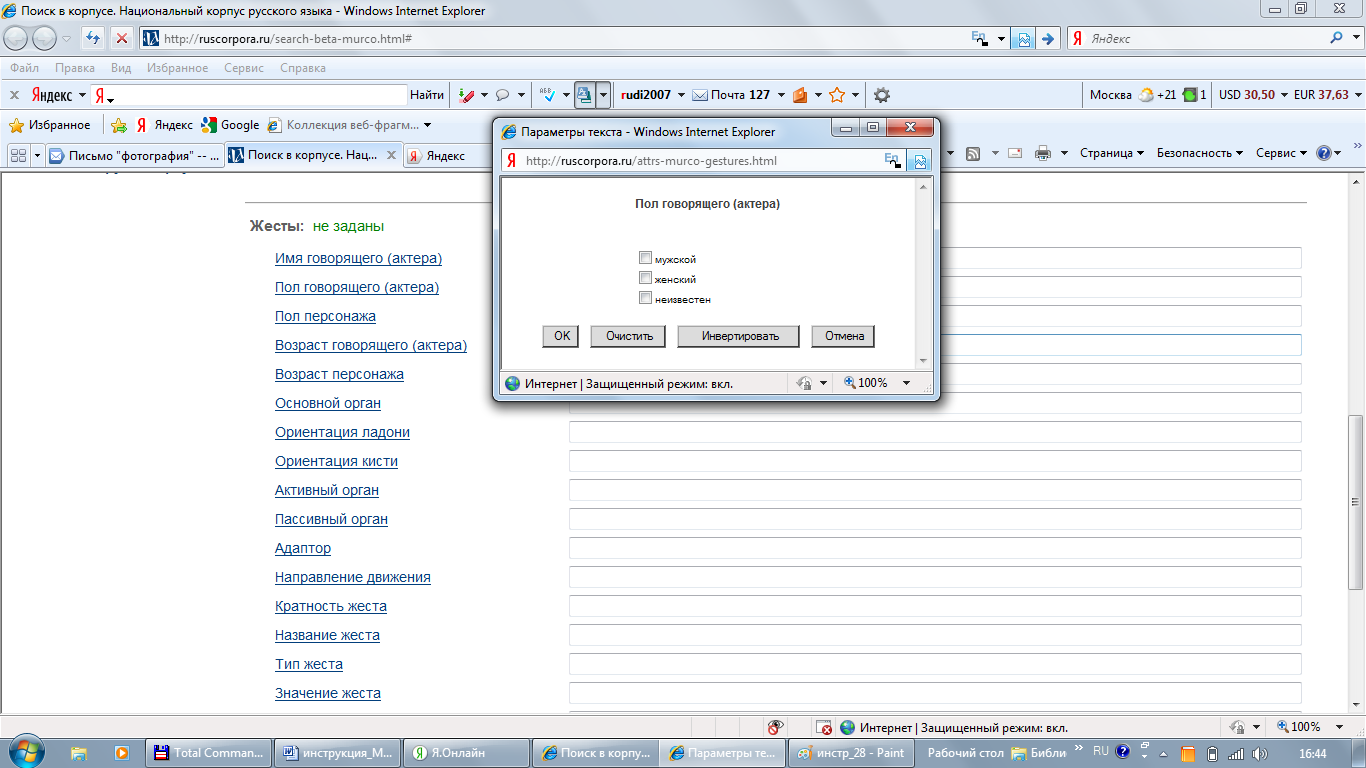 Поиск в корпусе. Национальный корпус русского языка - Windows Internet Explorer
http://ruscorpora.ru/search-beta-murco.html#
En
Я Яндекс
Файл Правка Вид Избранное Сервис Справка
Яндекс Я Найти ABB rudi2007 Почта 127 Москва +21 1 USD 30,50 EUR 37,63
Избранное Я Яндекс Google Коллекция веб-фрагм...
Письмо "фотография" -- ... Поиск в корпусе. Нац... Я Яндекс Страница Безопасность Сервис
Параметры текста - Windows Internet Explorer
Я http://ruscorpora.ru/attrs-murco-gestures.html En
Пол говорящего (актера)
мужской
женский
неизвестен
OK Очистить Инвертировать Отмена
Интернет | Защищенный режим: вкл. 100%
Жесты: не заданы
Имя говорящего (актера)
Пол говорящего (актера)
Пол персонажа
Возраст говорящего (актера)
Возраст персонажа
Основной орган
Ориентация ладони
Ориентация кисти
Активный орган
Пассивный орган
Адаптор
Направление движения
Кратность жеста
Название жеста
Тип жеста
Значение жеста
Интернет | Защищенный режим: вкл. 100%
Total Comman... инструкция_М... Я.Онлайн Поиск в корпу... Параметры те... инстр_28 - Paint Рабочий стол Библи RU 16:44